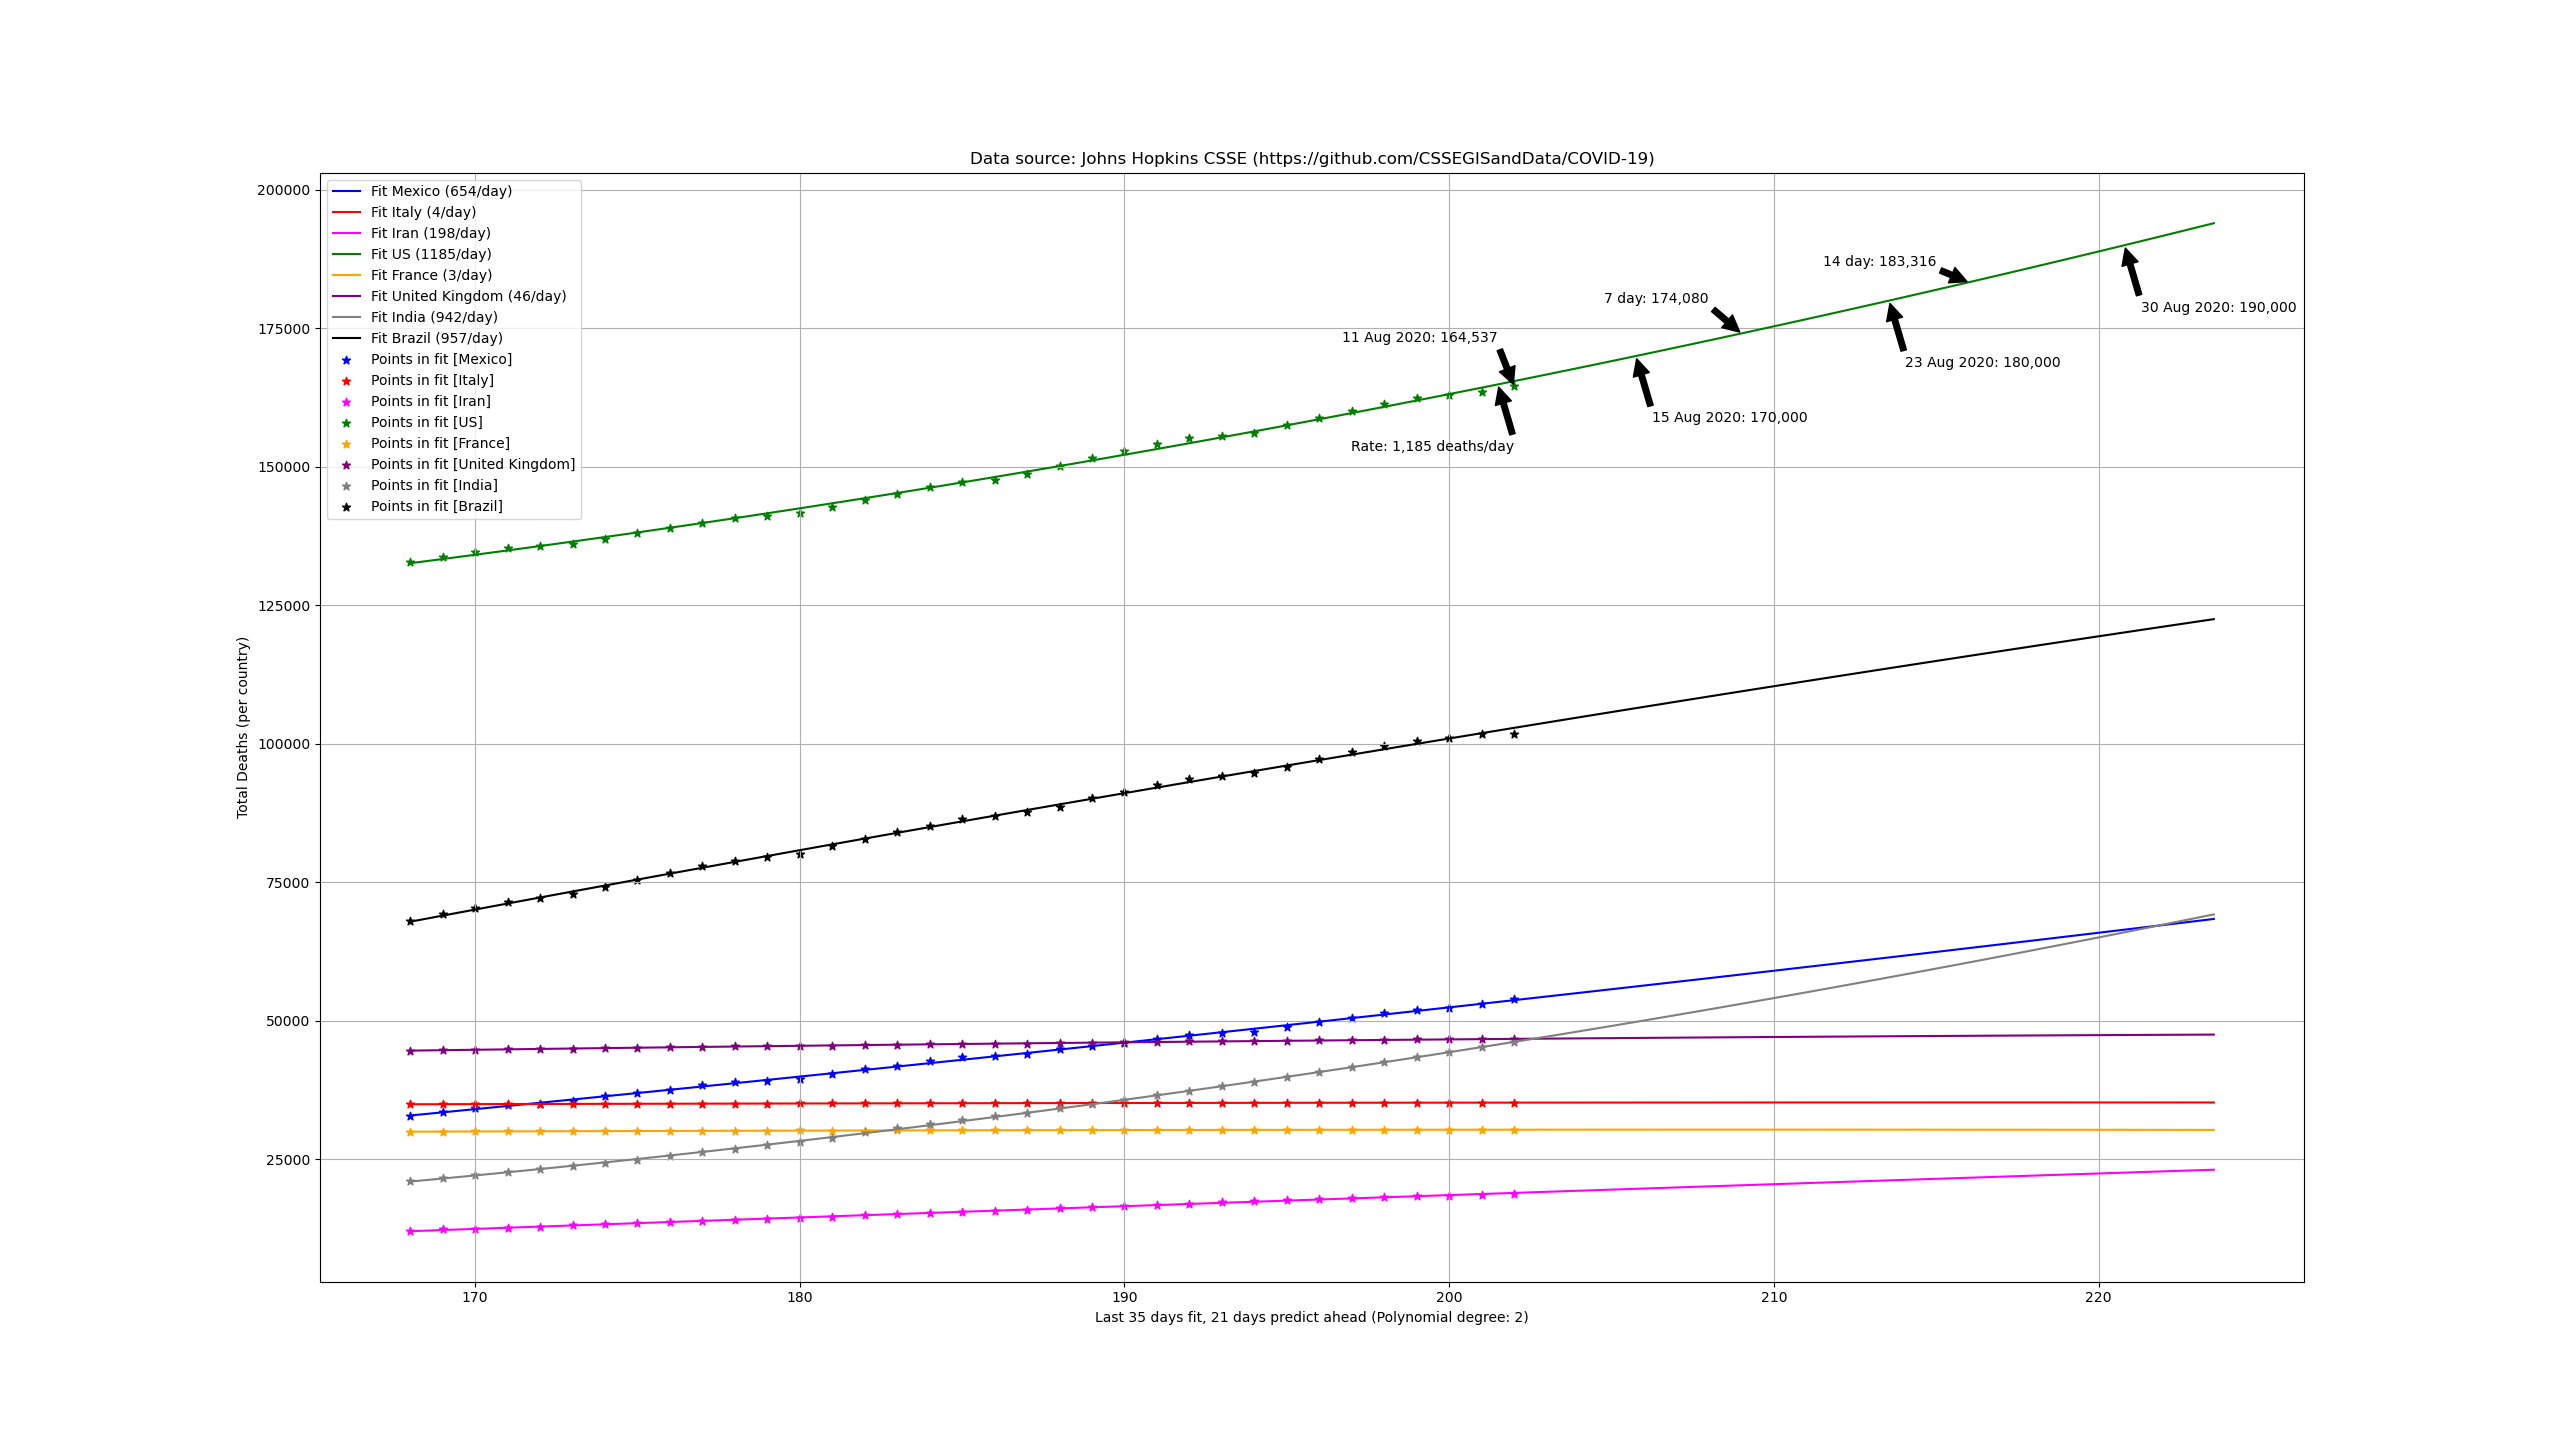 Data source: Johns Hopkins CSSE (https://github.com/CSSEGISandData/COVID-19)
200000
175000
150000
125000
100000
75000
50000
25000
Total Deaths (per country)
Fit Mexico (654/day)
Fit Italy (4/day)
Fit Iran (198/day)
Fit US (1185/day)
Fit France (3/day)
Fit United Kingdom (46/day)
Fit India (942/day)
Fit Brazil (957/day)
Points in fit [Mexico]
Points in fit [Italy]
Points in fit [Iran]
Points in fit [US]
Points in fit [France]
Points in fit [United Kingdom]
Points in fit [India]
Points in fit [Brazil]
14 day: 183,316
7 day: 174,080
30 Aug 2020: 190,000
11 Aug 2020: 164,537
23 Aug 2020: 180,000
15 Aug 2020: 170,000
Rate: 1,185 deaths/day
170
180
190
200
210
220
Last 35 days fit, 21 days predict ahead (Polynomial degree: 2)